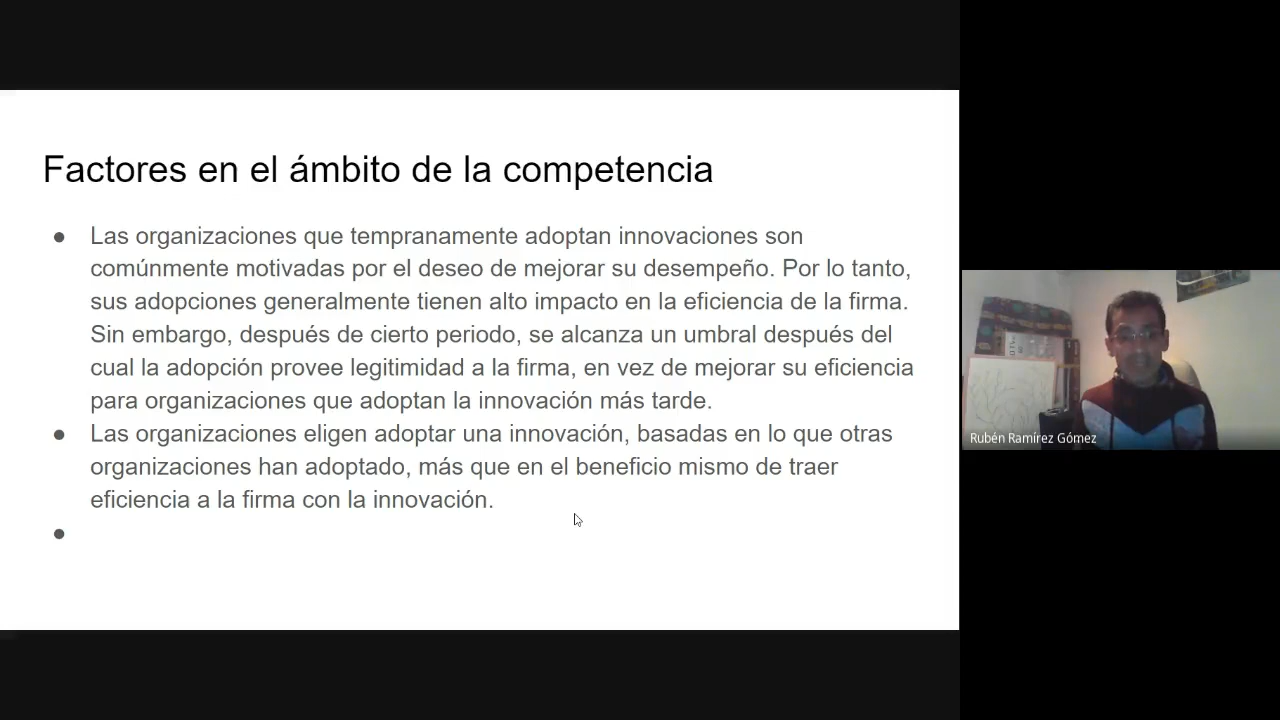 Factores en el ámbito de la competencia
● Las organizaciones que tempranamente adoptan innovaciones son
comúnmente motivadas por el deseo de mejorar su desempeño. Por lo tanto,
sus adopciones generalmente tienen alto impacto en la eficiencia de la firma.
Sin embargo, después de cierto periodo, se alcanza un umbral después del
cual la adopción provee legitimidad a la firma, en vez de mejorar su eficiencia
para organizaciones que adoptan la innovación más tarde.
● Las organizaciones eligen adoptar una innovación, basadas en lo que otras
organizaciones han adoptado, más que en el beneficio mismo de traer
eficiencia a la firma con la innovación.
●
Rubén Ramírez Gómez